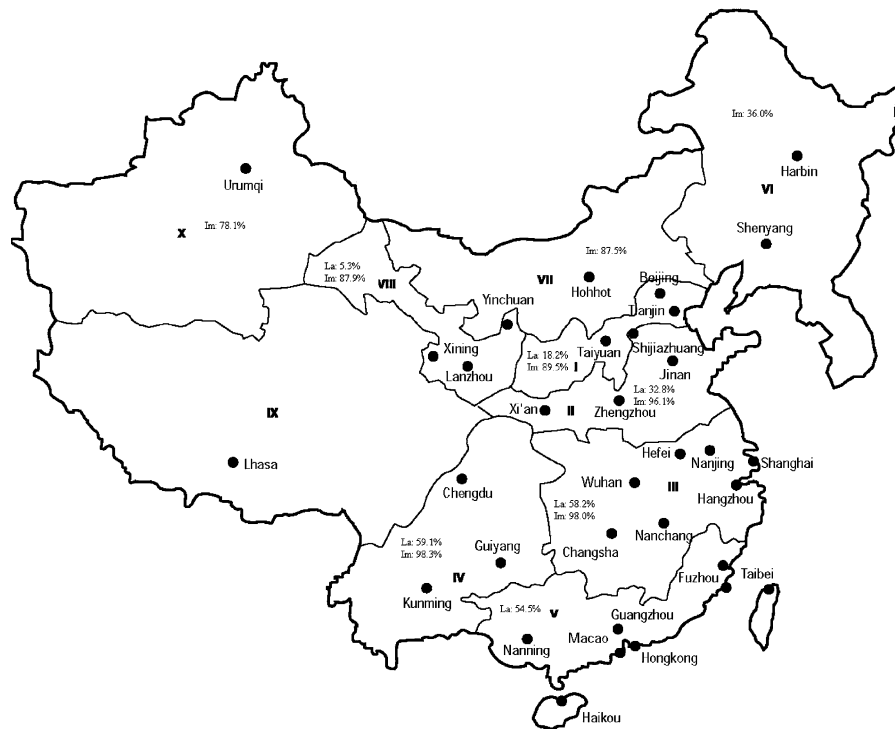 Im: 36.0%
Harbin
Urumqi
VI
X
Im: 78.1%
Shenyang
La: 5.3%
Im: 87.9%
VIII
VII
Im: 87.5%
Hohhot
Beijing
Tianjin
Yinchuan
Xining
Lanzhou
La: 18.2%
Im: 89.5%
I
Taiyuan
Shijiazhuang
Jinan
La: 32.8%
Im: 96.1%
IX
Xi'an
II
Zhengzhou
Lhasa
Chengdu
Hefei
Nanjing
Shanghai
Wuhan
III
Hangzhou
La: 58.2%
Im: 98.0%
Changsha
Nanchang
La: 59.1%
Im: 98.3%
Guiyang
IV
Kunming
Fuzhou
Taibei
La: 54.5%
V
Guangzhou
Nanning
Macao
Hongkong
Haikou